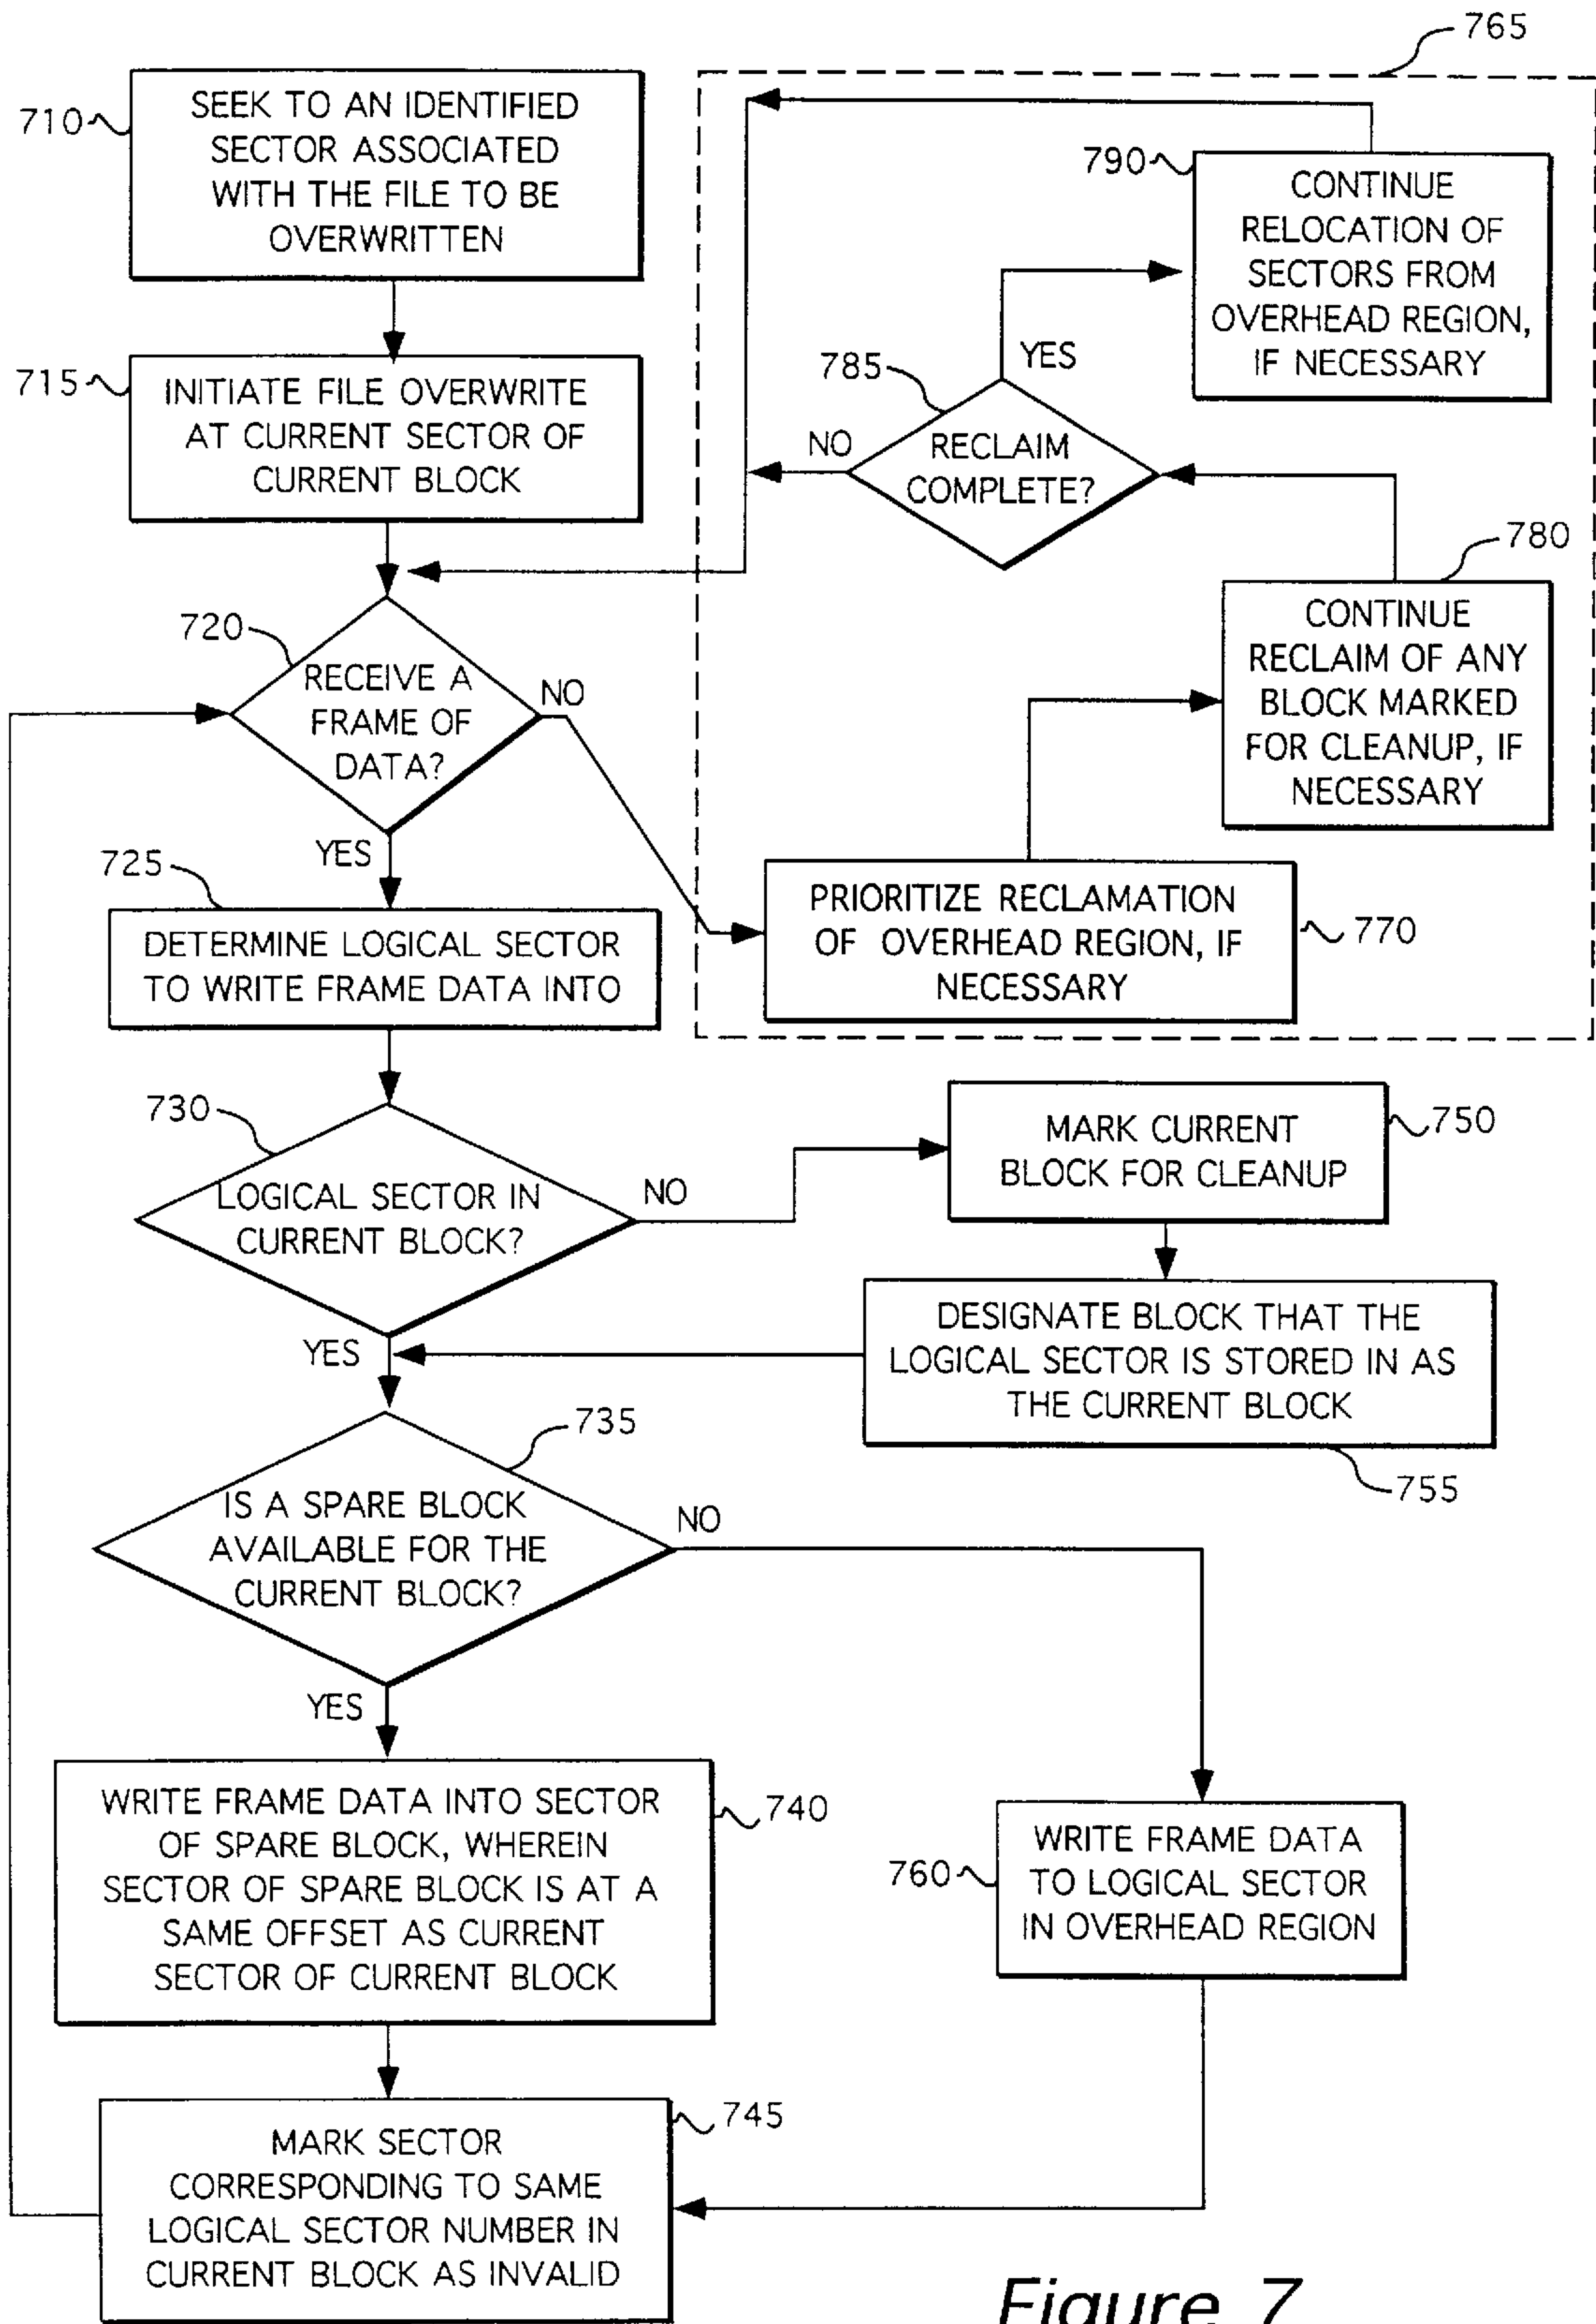 765
710
SEEK TO AN IDENTIFIED
SECTOR ASSOCIATED
WITH THE FILE TO BE
OVERWRITTEN
790
CONTINUE
RELOCATION OF
SECTORS FROM
OVERHEAD REGION,
IF NECESSARY
715
INITIATE FILE OVERWRITE
AT CURRENT SECTOR OF
CURRENT BLOCK
YES
785
NO
RECLAIM
COMPLETE?
780
CONTINUE
RECLAIM OF ANY
BLOCK MARKED
FOR CLEANUP, IF
NECESSARY
720
RECEIVE A
FRAME OF
DATA?
NO
YES
770
PRIORITIZE RECLAMATION
OF OVERHEAD REGION, IF
NECESSARY
725
DETERMINE LOGICAL SECTOR
TO WRITE FRAME DATA INTO
730
LOGICAL SECTOR IN
CURRENT BLOCK?
NO
YES
750
MARK CURRENT
BLOCK FOR CLEANUP
DESIGNATE BLOCK THAT THE
LOGICAL SECTOR IS STORED IN AS
THE CURRENT BLOCK
755
735
IS A SPARE BLOCK
AVAILABLE FOR THE
CURRENT BLOCK?
NO
YES
WRITE FRAME DATA INTO SECTOR
OF SPARE BLOCK, WHEREIN
SECTOR OF SPARE BLOCK IS AT A
SAME OFFSET AS CURRENT
SECTOR OF CURRENT BLOCK
740
760
WRITE FRAME DATA
TO LOGICAL SECTOR
IN OVERHEAD REGION
745
MARK SECTOR
CORRESPONDING TO SAME
LOGICAL SECTOR NUMBER IN
CURRENT BLOCK AS INVALID
Figure 7